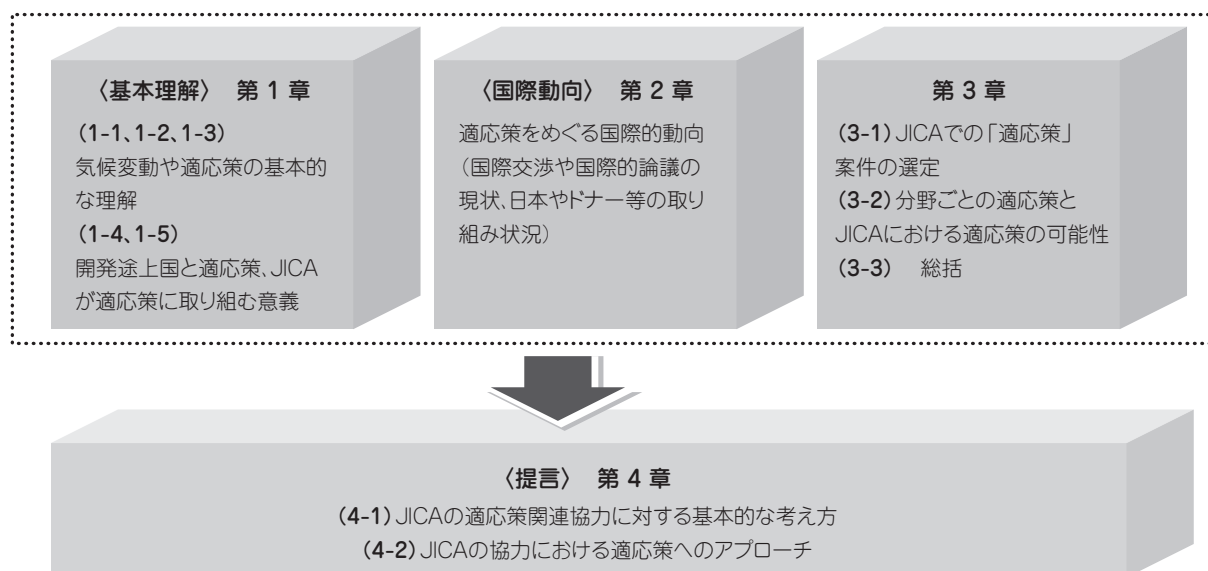 〈基本理解〉 第 1 章
(1-1、1-2、1-3)
気候変動や適応策の基本的
な理解
(1-4、1-5)
開発途上国と適応策、JICA
が適応策に取り組む意義
〈国際動向〉 第 2 章
適応策をめぐる国際的動向
(国際交渉や国際的論議の
現状、日本やドナー等の取り
組み状況)
第 3 章
(3-1)JICAでの「適応策」
案件の選定
(3-2)分野ごとの適応策と
JICAにおける適応策の可能性
(3-3) 総括
〈提言〉 第 4 章
(4-1)JICAの適応策関連協力に対する基本的な考え方
(4-2)JICAの協力における適応策へのアプローチ